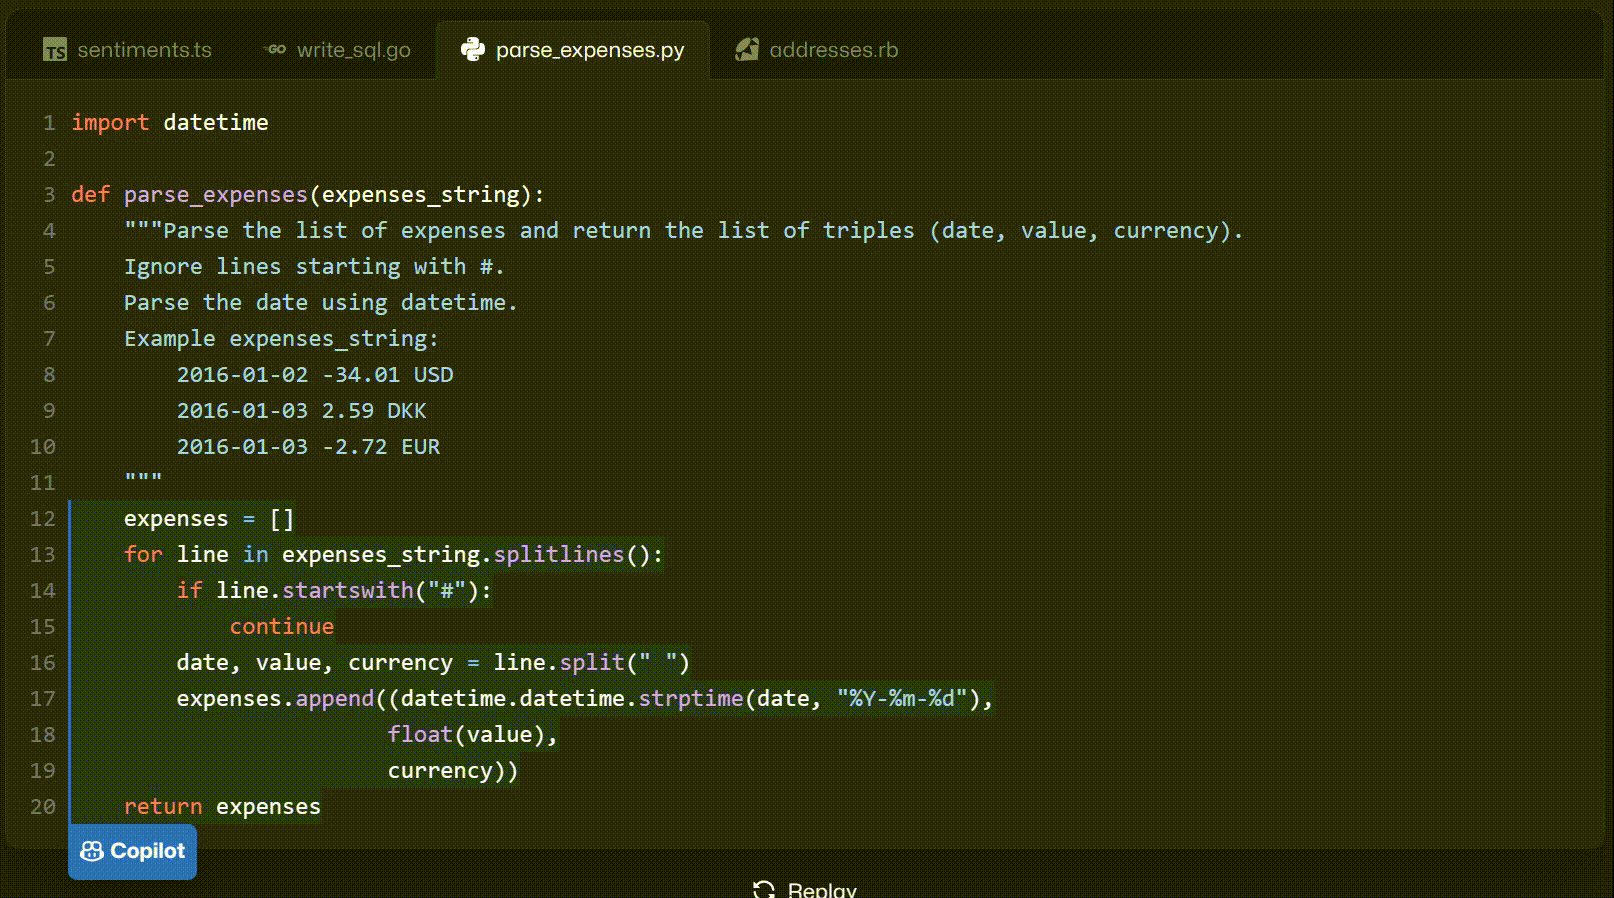 TS sentiments.ts GO write_sql.go parse_expenses.py addresses.rb
1 import datetime
2
3 def parse_expenses(expenses_string):
4     """Parse the list of expenses and return the list of triples (date, value, currency).
5     Ignore lines starting with #.
6     Parse the date using datetime.
7     Example expenses_string:
8         2016-01-02 -34.01 USD
9         2016-01-03 2.59 DKK
10         2016-01-03 -2.72 EUR
11     """
12     expenses = []
13     for line in expenses_string.splitlines():
14         if line.startswith("#"):
15             continue
16         date, value, currency = line.split(" ")
17         expenses.append((datetime.datetime.strptime(date, "%Y-%m-%d"),
18                         float(value),
19                         currency))
20     return expenses
Copilot
Replay